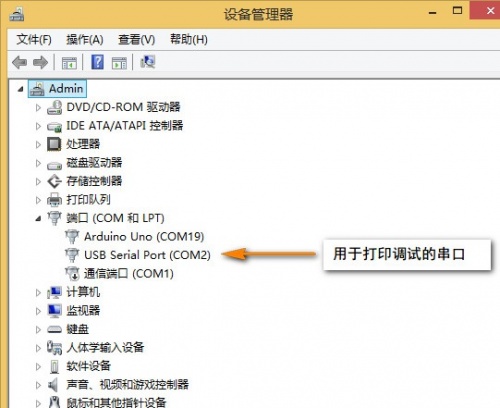 设备管理器
文件(F) 操作(A) 查看(V) 帮助(H)
Admin
DVD/CD-ROM 驱动器
IDE ATA/ATAPI 控制器
处理器
磁盘驱动器
存储控制器
打印队列
端口 (COM 和 LPT)
Arduino Uno (COM19)
USB Serial Port (COM2)
用于打印调试的串口
通信端口 (COM1)
计算机
监视器
键盘
人体学输入设备
软件设备
声音、视频和游戏控制器
鼠标和其他指针设备